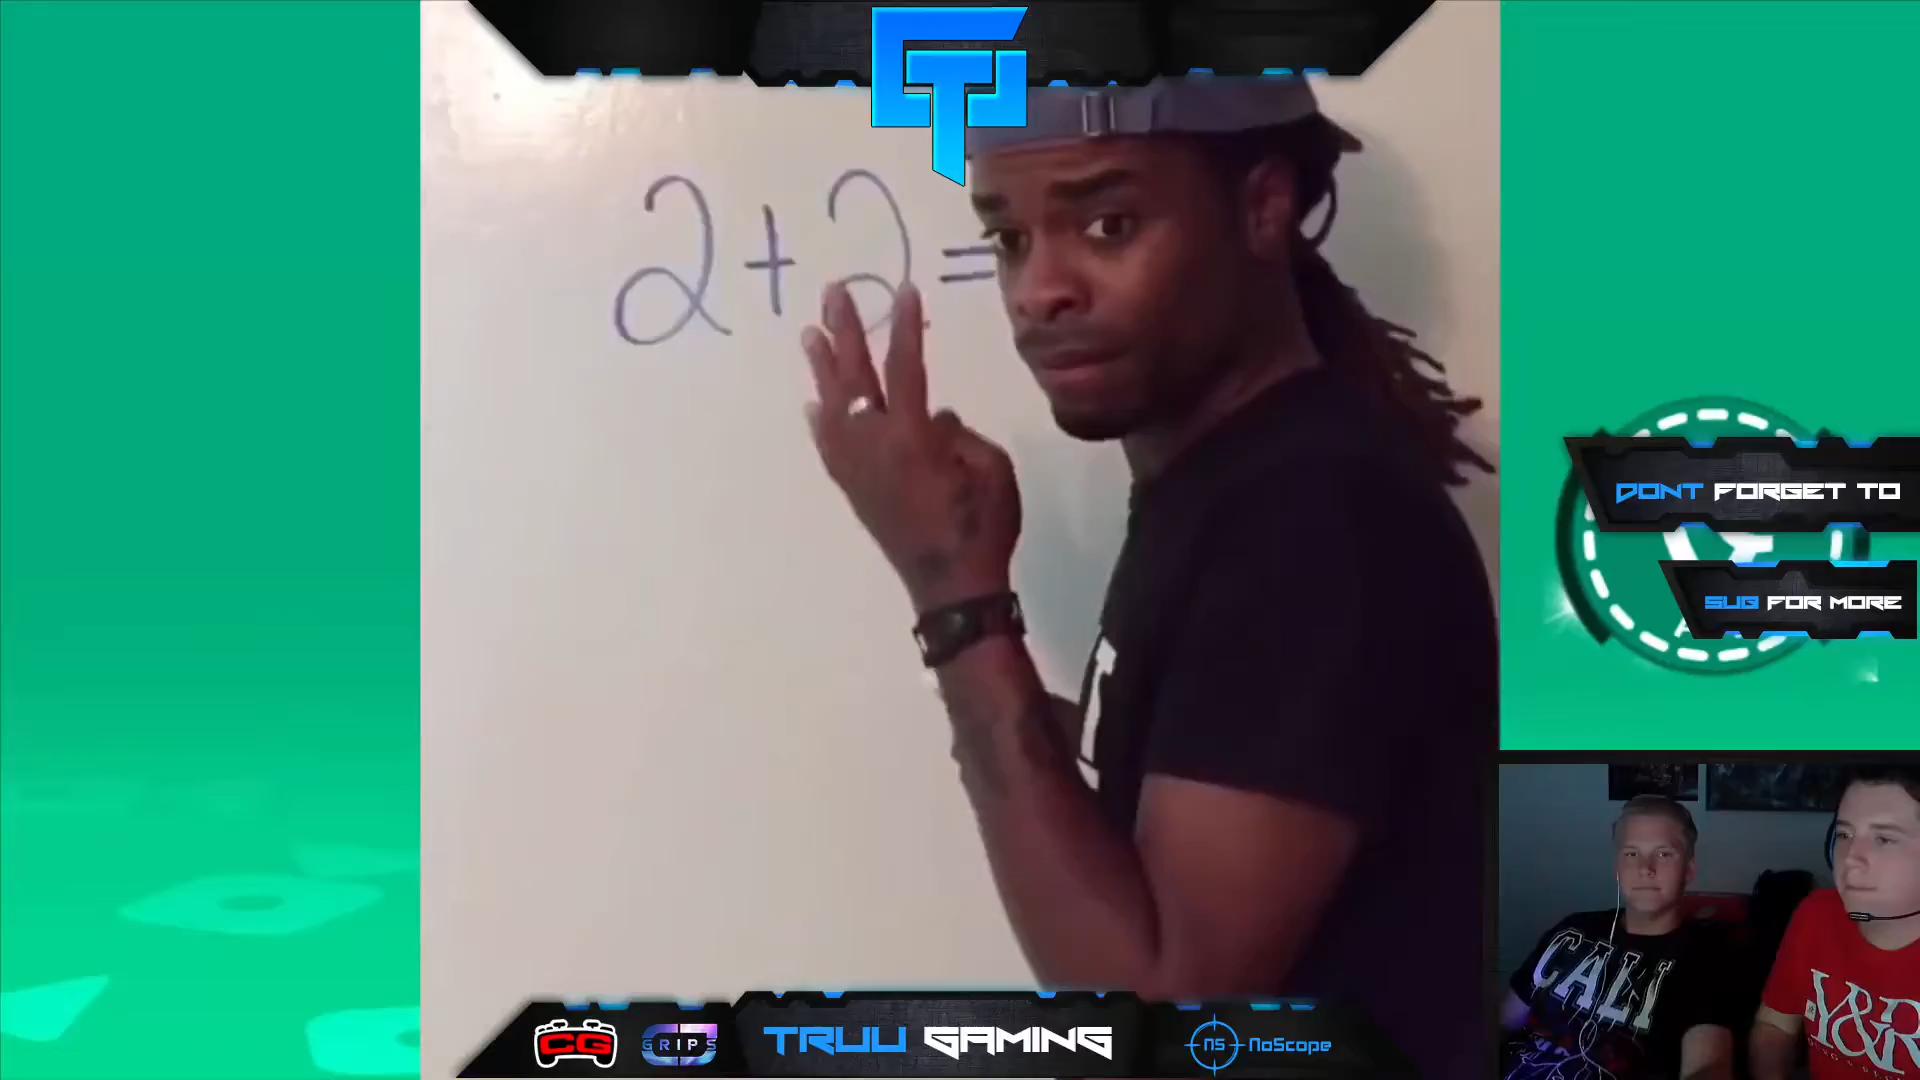 2+2=
DONT FORGET TO
SUB FOR MORE
CALI
Y&R
CG
GRIPS
TRUU GAMING
NS NoScope